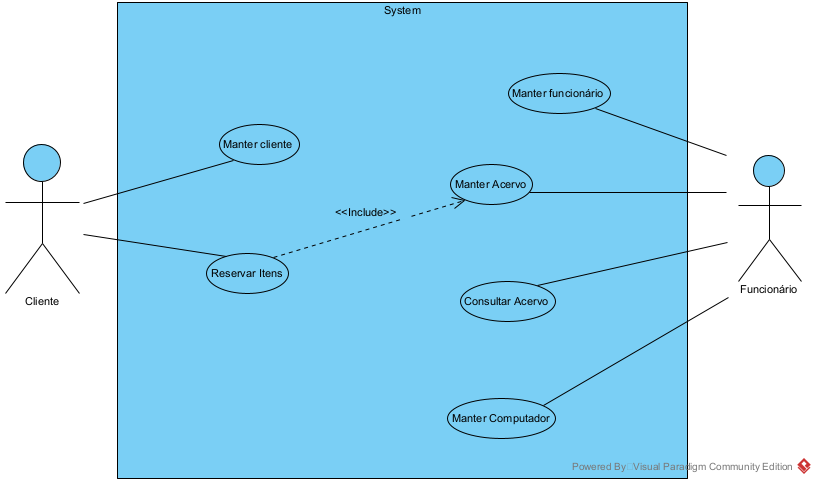 System
Manter funcionário
Manter cliente
Manter Acervo
<<Include>>
Reservar Itens
Cliente
Funcionário
Consultar Acervo
Manter Computador
Powered By Visual Paradigm Community Edition